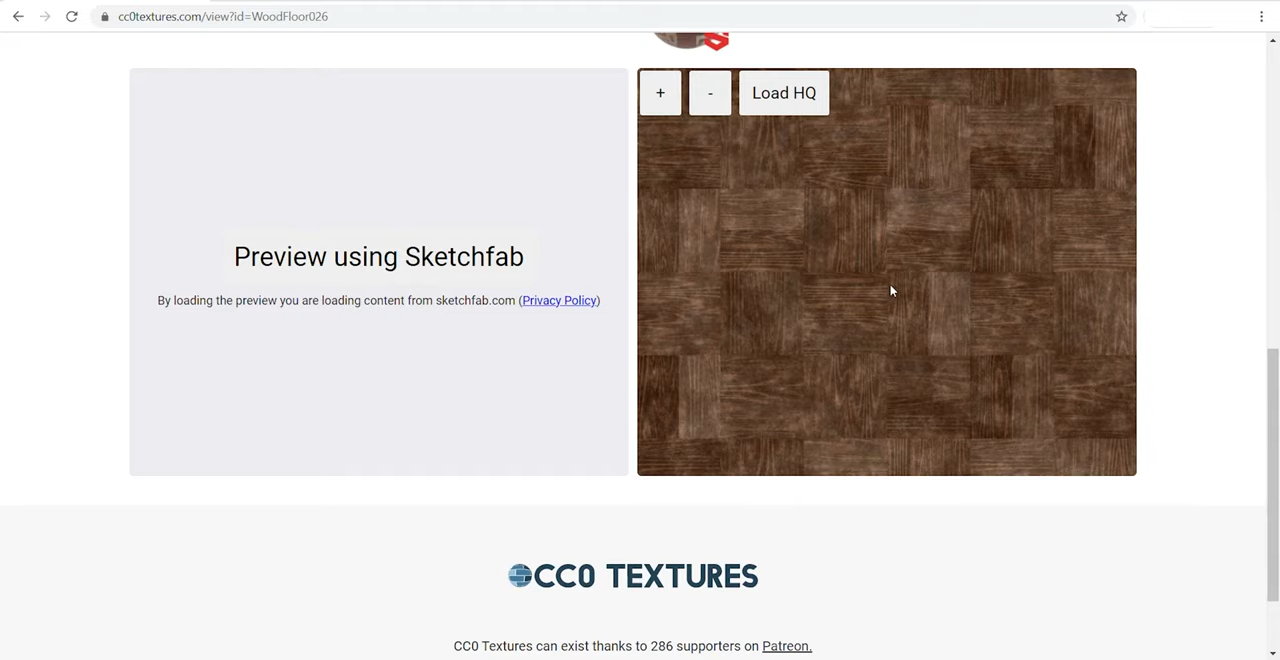 cc0textures.com/view?id=WoodFloor026
+ - Load HQ
Preview using Sketchfab
By loading the preview you are loading content from sketchfab.com (Privacy Policy)
CC0 TEXTURES
CC0 Textures can exist thanks to 286 supporters on Patreon.